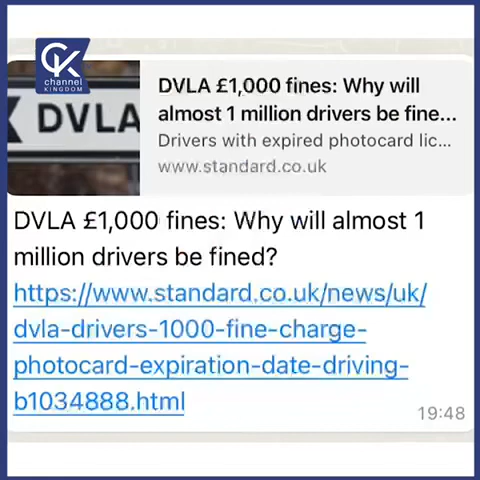 CK
channel
KINGDOM
DVLA
DVLA £1,000 fines: Why will
almost 1 million drivers be fine...
Drivers with expired photocard lic...
www.standard.co.uk
DVLA £1,000 fines: Why will almost 1
million drivers be fined?
https://www.standard.co.uk/news/uk/
dvla-drivers-1000-fine-charge-
photocard-expiration-date-driving-
b1034888.html
19:48